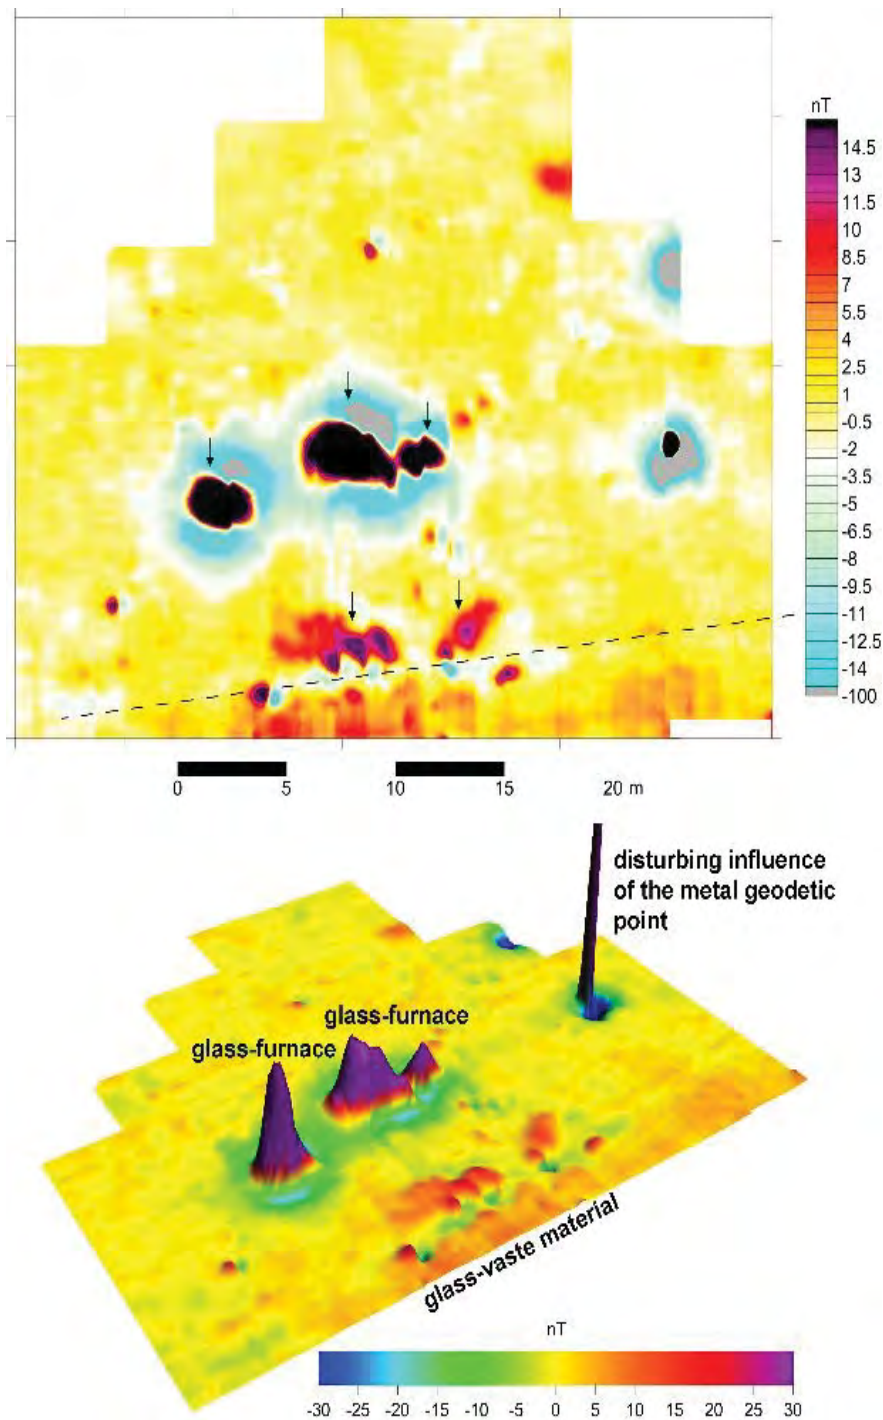 nT
14.5
13
11.5
10
8.5
7
5.5
4
2.5
1
-0.5
-2
-3.5
-5
-6.5
-8
-9.5
-11
-12.5
-14
-100
0 5 10 15 20 m
disturbing influence
of the metal geodetic
point
glass-furnace
glass-furnace
glass-vaste material
nT
-30 -25 -20 -15 -10 -5 0 5 10 15 20 25 30